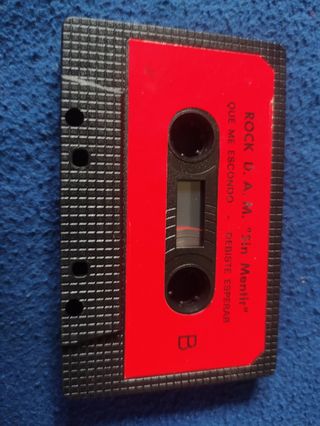 ROCK D. A. M. "Sin Mentir"
QUE ME ESCONDO - DEBISTE ESPERAR
B